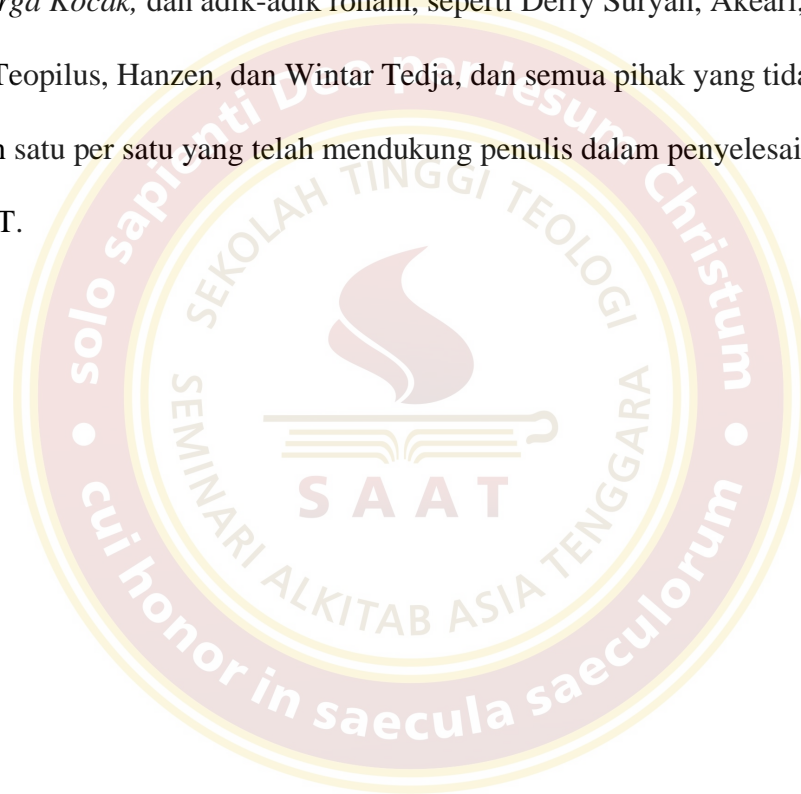 rga Kocak, dan adik-adik rohani, seperti Derry Suryan, Akeari,
Teopilus, Hanzen, dan Wintar Tedja, dan semua pihak yang tida
n satu per satu yang telah mendukung penulis dalam penyelesai
T.
solo sapienti Deo per Iesum Christum
SEKOLAH TINGGI TEOLOGI
SAAT
SEMINARI ALKITAB ASIA TENGGARA
cui honor in saecula saeculorum